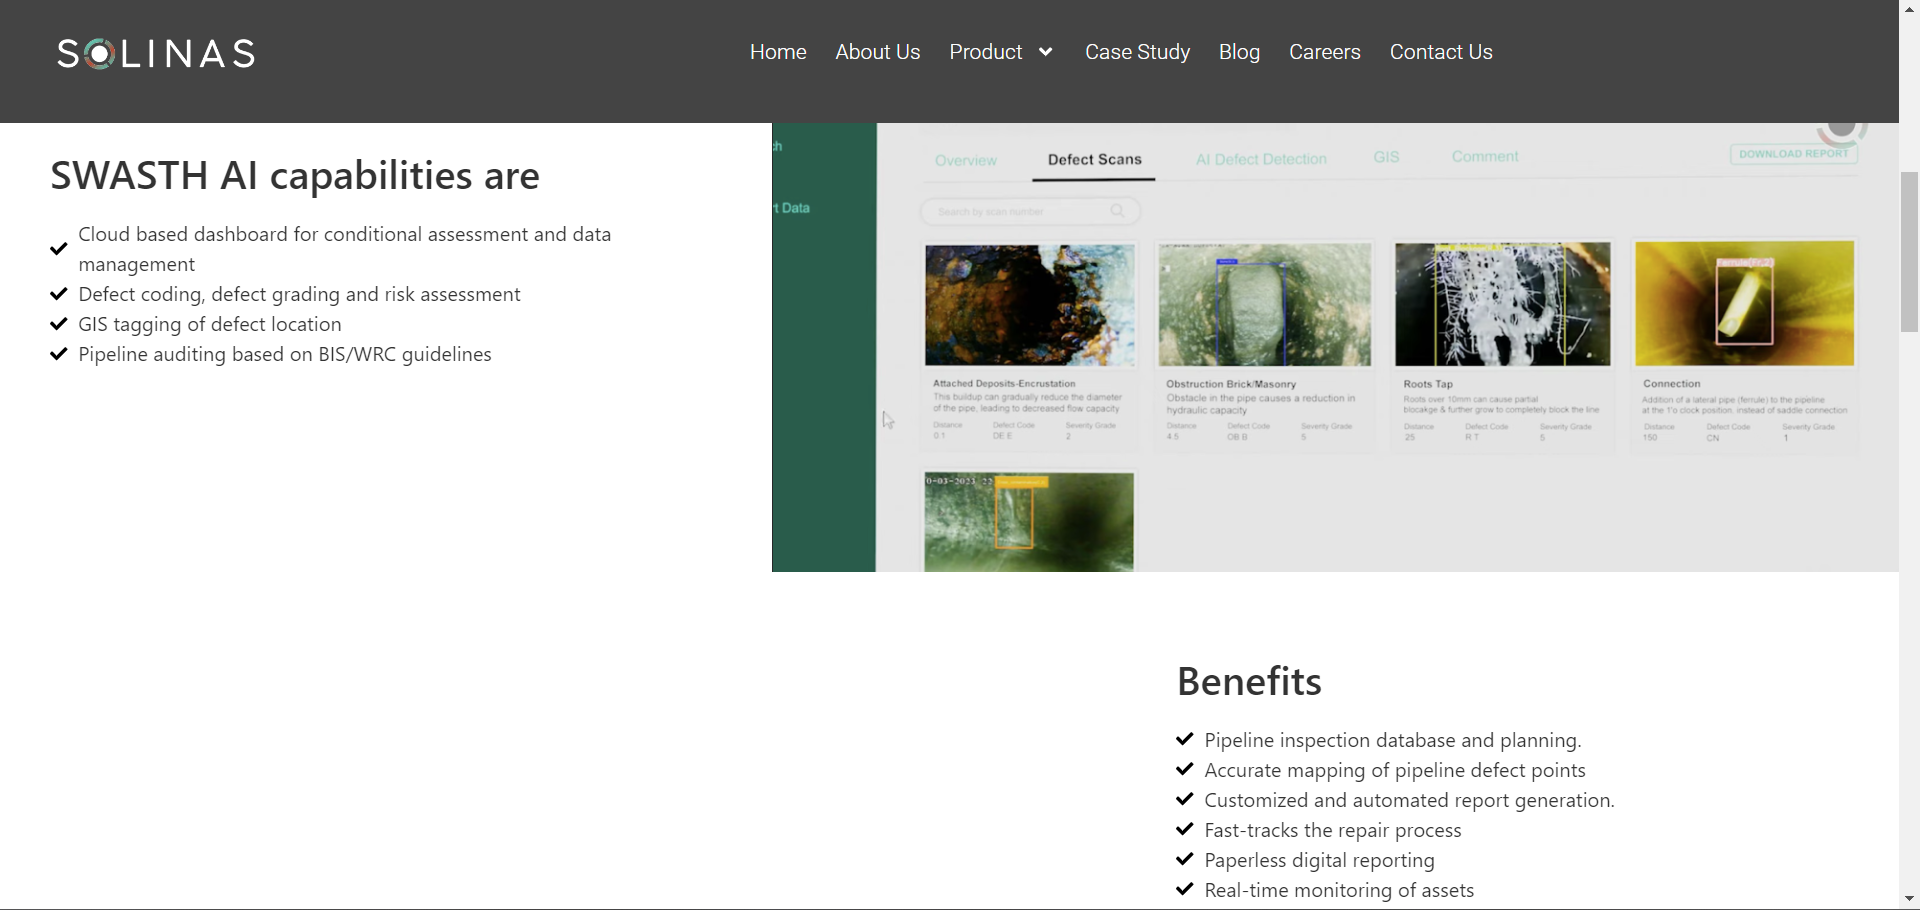 SOLINAS
Home About Us Product Case Study Blog Careers Contact Us
SWASTH AI capabilities are
Cloud based dashboard for conditional assessment and data
management
Defect coding, defect grading and risk assessment
GIS tagging of defect location
Pipeline auditing based on BIS/WRC guidelines
ch
rt Data
Overview Defect Scans AI Defect Detection GIS Comment DOWNLOAD REPORT
Search by scan number
Ferrule(Fr,2)
Attached Deposits-Encrustation
This buildup can gradually reduce the diameter
of the pipe, leading to decreased flow capacity
Distance Defect Code Severity Grade
0.1 DE E 2
Obstruction Brick/Masonry
Obstacle in the pipe causes a reduction in
hydraulic capacity
Distance Defect Code Severity Grade
4.5 OB B 5
Roots Tap
Roots over 10mm can cause partial
blocakge & further grow to completely block the line
Distance Defect Code Severity Grade
25 R T 5
Connection
Addition of a lateral pipe (ferrule) to the pipeline
at the 1'o clock position. instead of saddle connection
Distance Defect Code Severity Grade
150 CN 1
0-03-2023 22
Benefits
Pipeline inspection database and planning.
Accurate mapping of pipeline defect points
Customized and automated report generation.
Fast-tracks the repair process
Paperless digital reporting
Real-time monitoring of assets